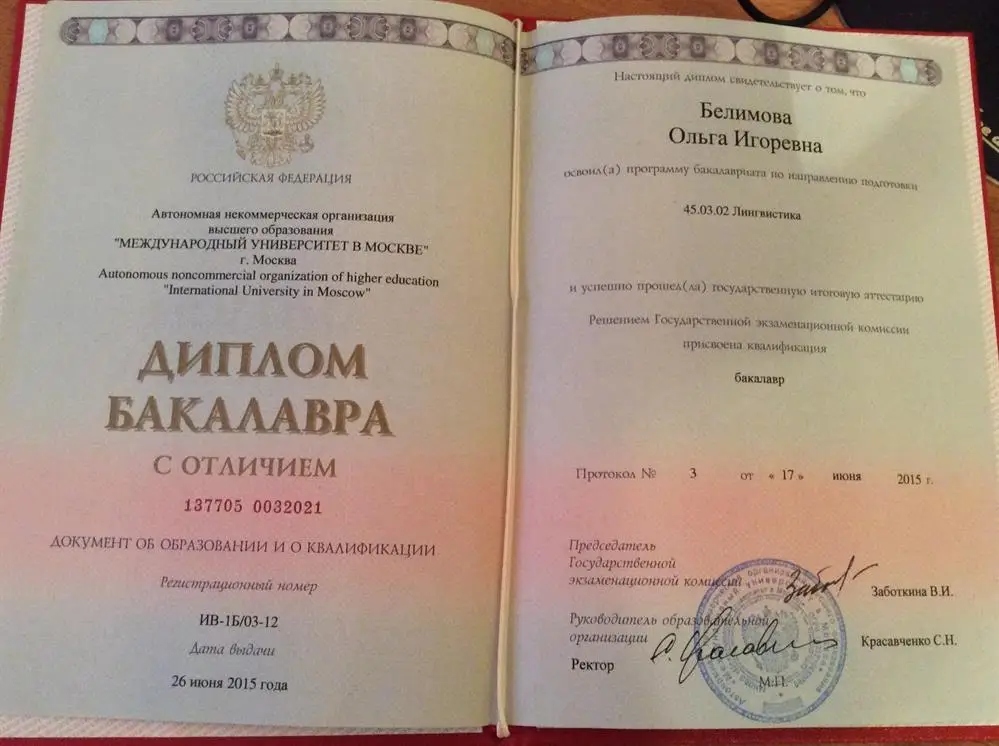 РОССИЙСКАЯ ФЕДЕРАЦИЯ
Автономная некоммерческая организация
высшего образования
"МЕЖДУНАРОДНЫЙ УНИВЕРСИТЕТ В МОСКВЕ"
г. Москва
Autonomous noncommercial organization of higher education
"International University in Moscow"
ДИПЛОМ
БАКАЛАВРА
С ОТЛИЧИЕМ
137705 0032021
ДОКУМЕНТ ОБ ОБРАЗОВАНИИ И О КВАЛИФИКАЦИИ
Регистрационный номер
ИВ-1Б/03-12
Дата выдачи
26 июня 2015 года
Настоящий диплом свидетельствует о том, что
Белимова
Ольга Игоревна
освоил(а) программу бакалавриата по направлению подготовки
45.03.02 Лингвистика
и успешно прошел(ла) государственную итоговую аттестацию
Решением Государственной экзаменационной комиссии
присвоена квалификация
бакалавр
Протокол № 3 от « 17 » июня 2015 г.
Председатель
Государственной
экзаменационной комиссии
Заботкина В.И.
Руководитель образовательной
организации
Красавченко С.Н.
Ректор
М.П.